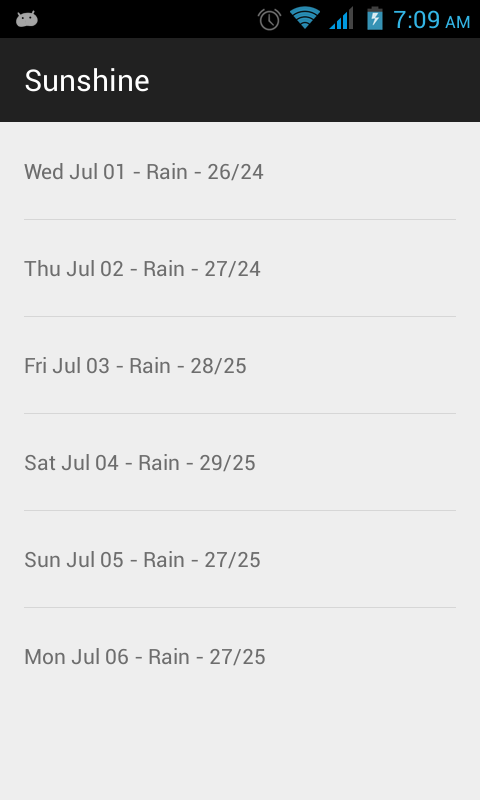 7:09 AM
Sunshine
Wed Jul 01 - Rain - 26/24
Thu Jul 02 - Rain - 27/24
Fri Jul 03 - Rain - 28/25
Sat Jul 04 - Rain - 29/25
Sun Jul 05 - Rain - 27/25
Mon Jul 06 - Rain - 27/25